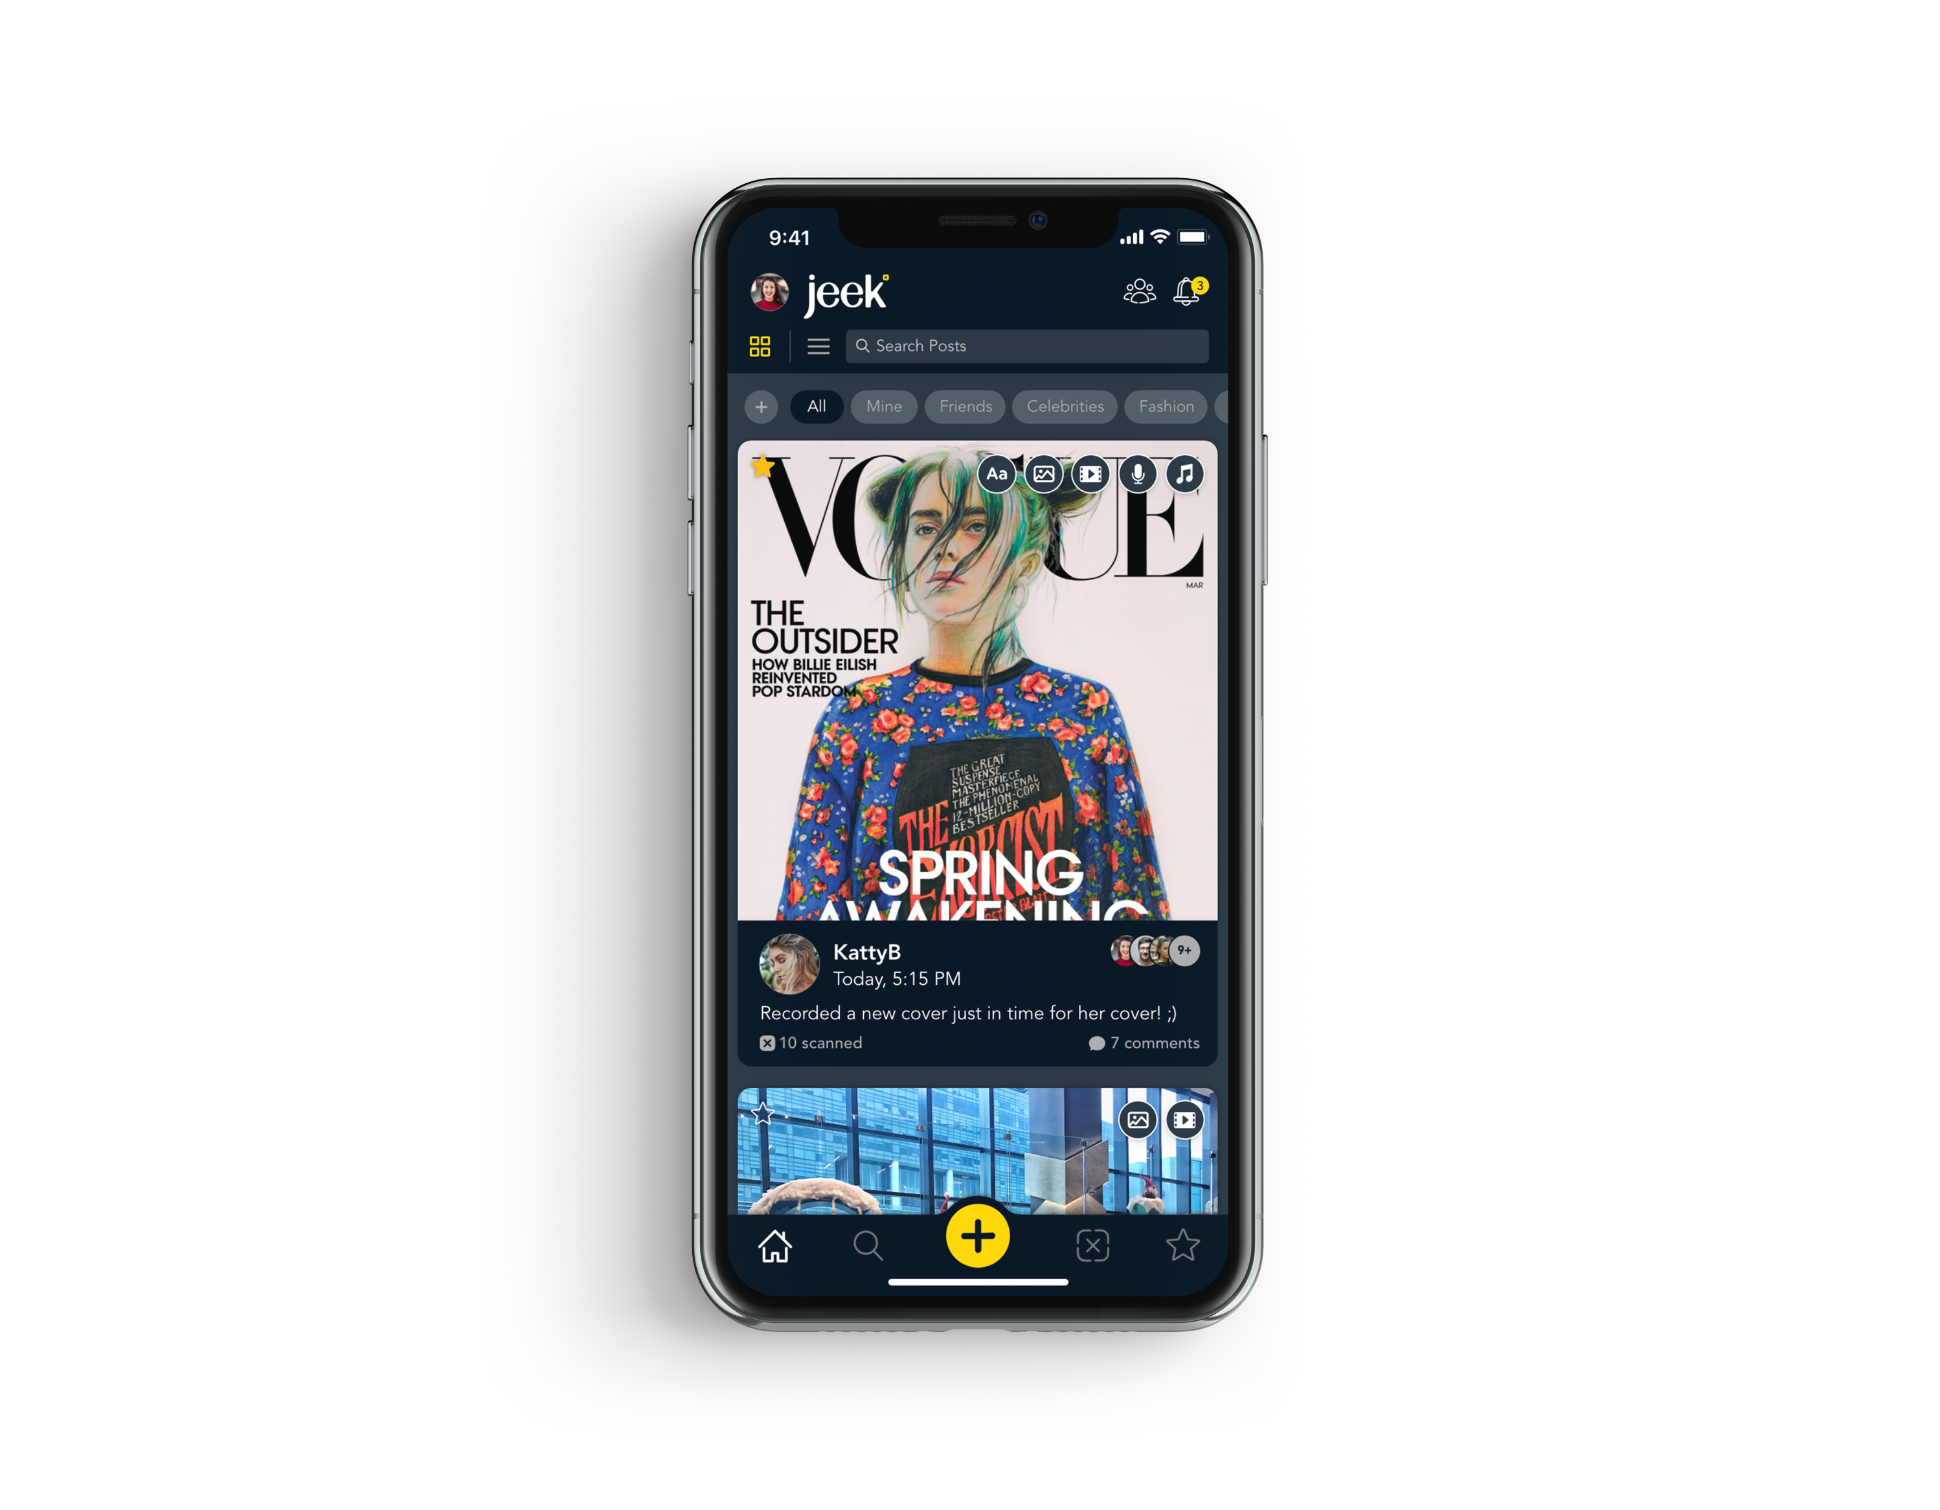 9:41
jeek
3
Search Posts
All Mine Friends Celebrities Fashion
Aa
VOGUE
MAR
THE
OUTSIDER
HOW BILLIE EILISH
REINVENTED
POP STARDOM
THE GREAT
SUSPENSE
MASTERPIECE
THE PHENOMENAL
12-MILLION-COPY
BESTSELLER
THE
EXORCIST
SPRING
AWAKENING
KattyB
9+
Today, 5:15 PM
Recorded a new cover just in time for her cover! ;)
10 scanned
7 comments